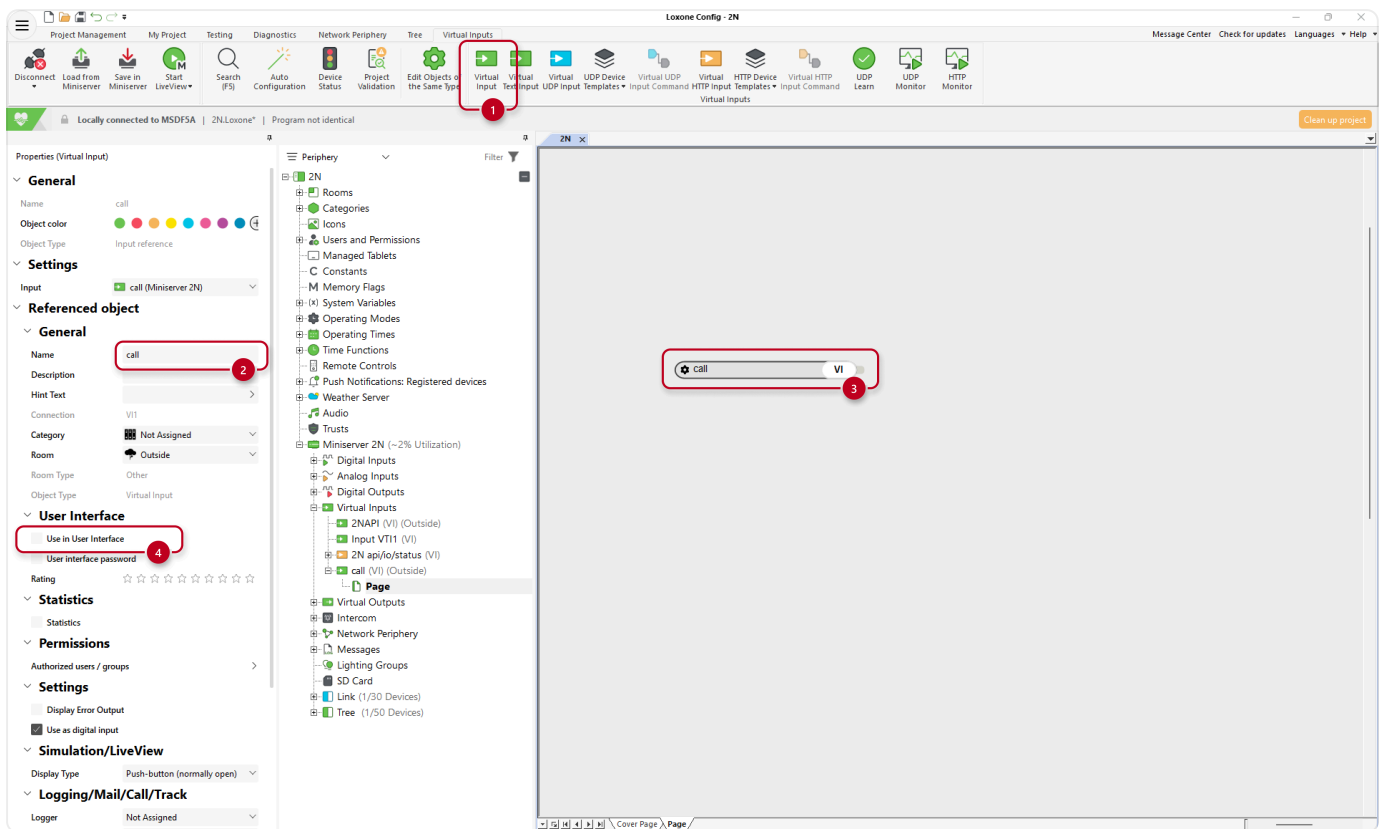 Loxone Config - 2N
Project Management My Project Testing Diagnostics Network Periphery Tree Virtual Inputs Message Center Check for updates Languages Help
Disconnect Load from Miniserver Save in Miniserver Start LiveView Search (F5) Auto Configuration Device Status Project Validation Edit Objects of the Same Type Virtual Input Virtual Text Input Virtual UDP Input UDP Device Templates Virtual UDP Input Command Virtual HTTP Input HTTP Device Templates Virtual HTTP Input Command UDP Learn UDP Monitor HTTP Monitor
Virtual Inputs
1
Locally connected to MSDF5A | 2N.Loxone* | Program not identical Clean up project
Properties (Virtual Input)
General
Name call
Object color
Object Type Input reference
Settings
Input call (Miniserver 2N)
Referenced object
General
Name call
2
Description
Hint Text
Connection VI1
Category Not Assigned
Room Outside
Room Type Other
Object Type Virtual Input
User Interface
Use in User Interface
4
User interface password
Rating
Statistics
Statistics
Permissions
Authorized users / groups
Settings
Display Error Output
Use as digital input
Simulation/LiveView
Display Type Push-button (normally open)
Logging/Mail/Call/Track
Logger Not Assigned
Periphery Filter
2N
Rooms
Categories
Icons
Users and Permissions
Managed Tablets
C Constants
M Memory Flags
(x) System Variables
Operating Modes
Operating Times
Time Functions
Remote Controls
Push Notifications: Registered devices
Weather Server
Audio
Trusts
Miniserver 2N (~2% Utilization)
Digital Inputs
Analog Inputs
Digital Outputs
Virtual Inputs
2NAPI (VI) (Outside)
Input VTI1 (VI)
2N api/io/status (VI)
call (VI) (Outside)
Page
Virtual Outputs
Intercom
Network Periphery
Messages
Lighting Groups
SD Card
Link (1/30 Devices)
Tree (1/50 Devices)
2N
call VI
3
Cover Page Page